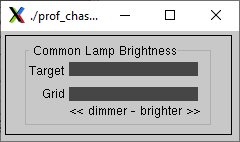 ./prof_chas...
Common Lamp Brightness
Target
Grid
<< dimmer - brighter >>